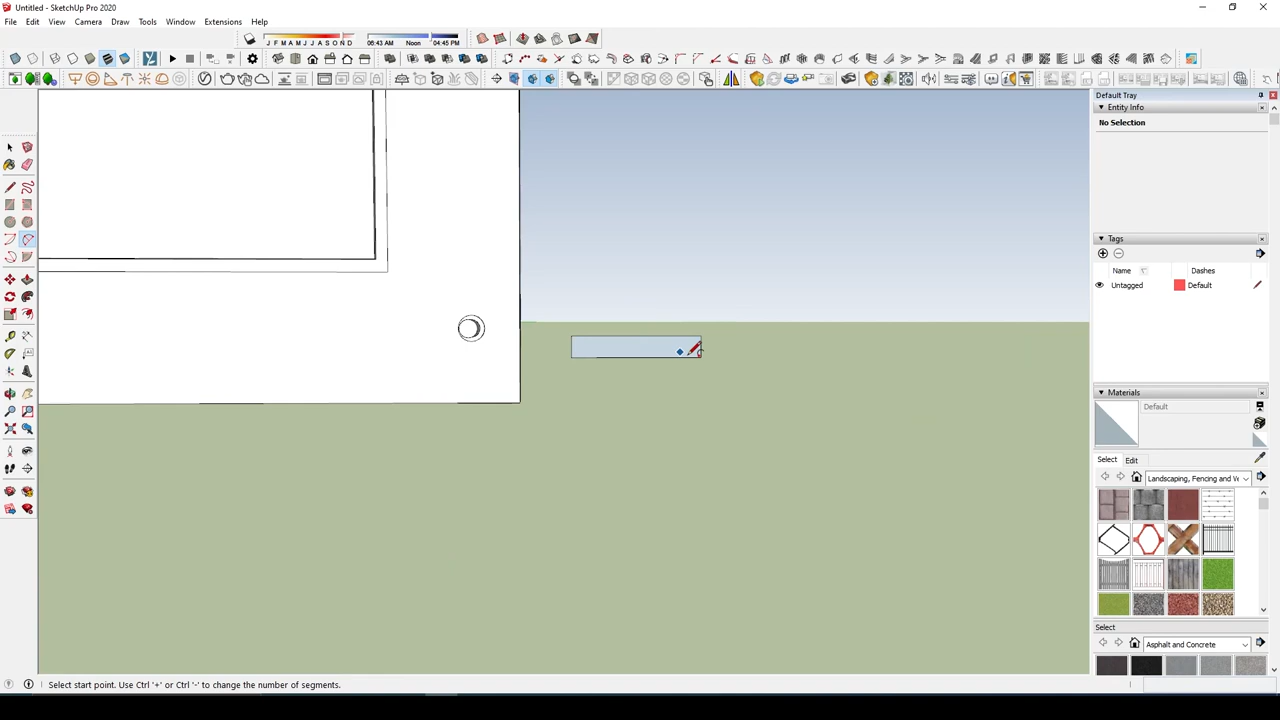 Untitled - SketchUp Pro 2020
File Edit View Camera Draw Tools Window Extensions Help
J F M A M J J A S O N D
06:43 AM Noon 04:45 PM
Default Tray
Entity Info
No Selection
Tags
Name Dashes
Untagged Default
Materials
Default
Select Edit
Landscaping, Fencing and Ve
Select
Asphalt and Concrete
Select start point. Use Ctrl '+' or Ctrl '-' to change the number of segments.